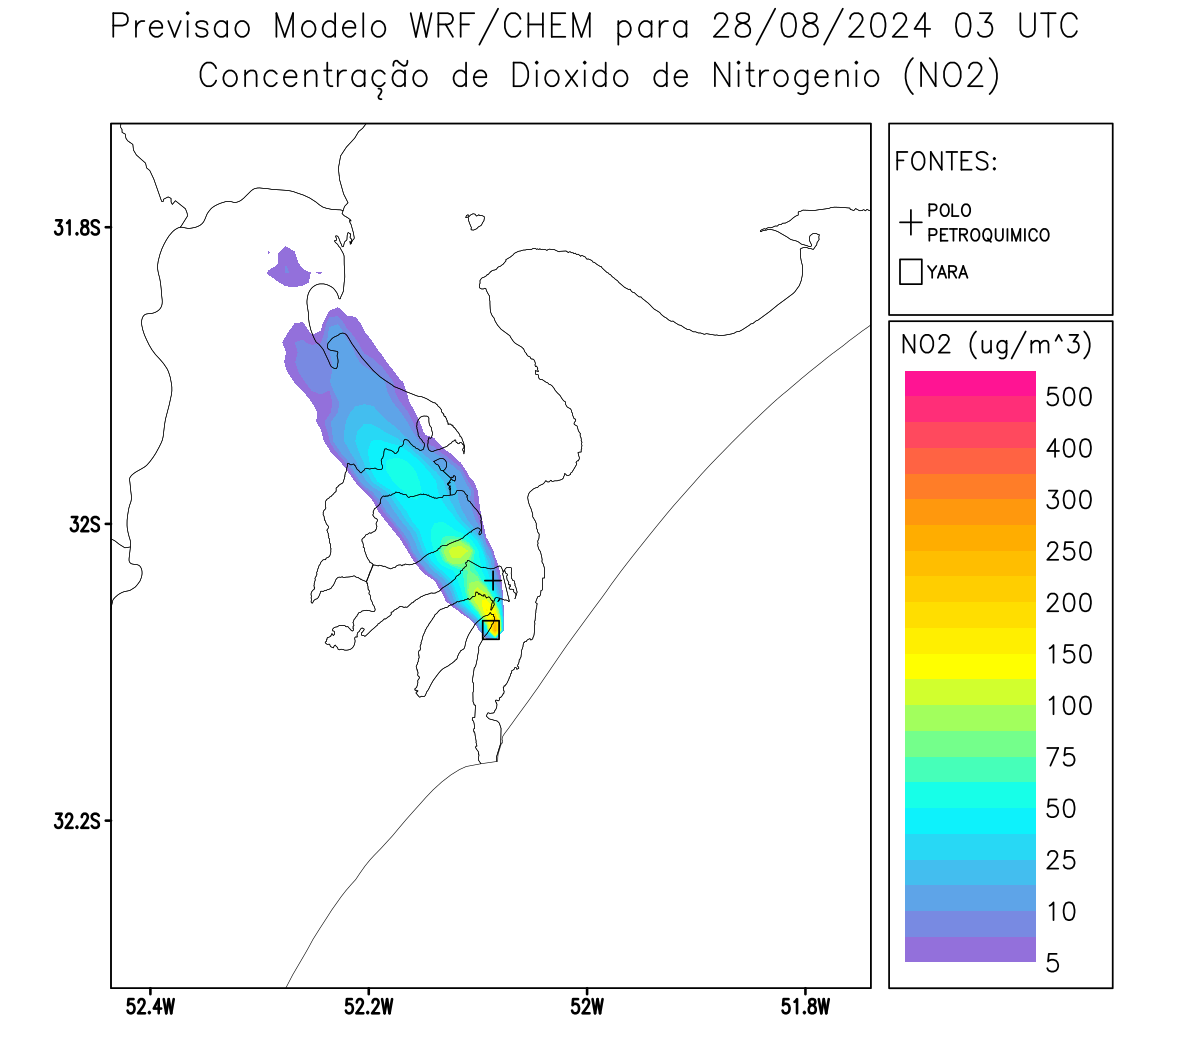 Previsao Modelo WRF/CHEM para 28/08/2024 03 UTC
Concentração de Dioxido de Nitrogenio (NO2)
FONTES:
POLO
PETROQUIMICO
YARA
NO2 (ug/m^3)
500
400
300
250
200
150
100
75
50
25
10
5
31.8S
32S
32.2S
52.4W
52.2W
52W
51.8W